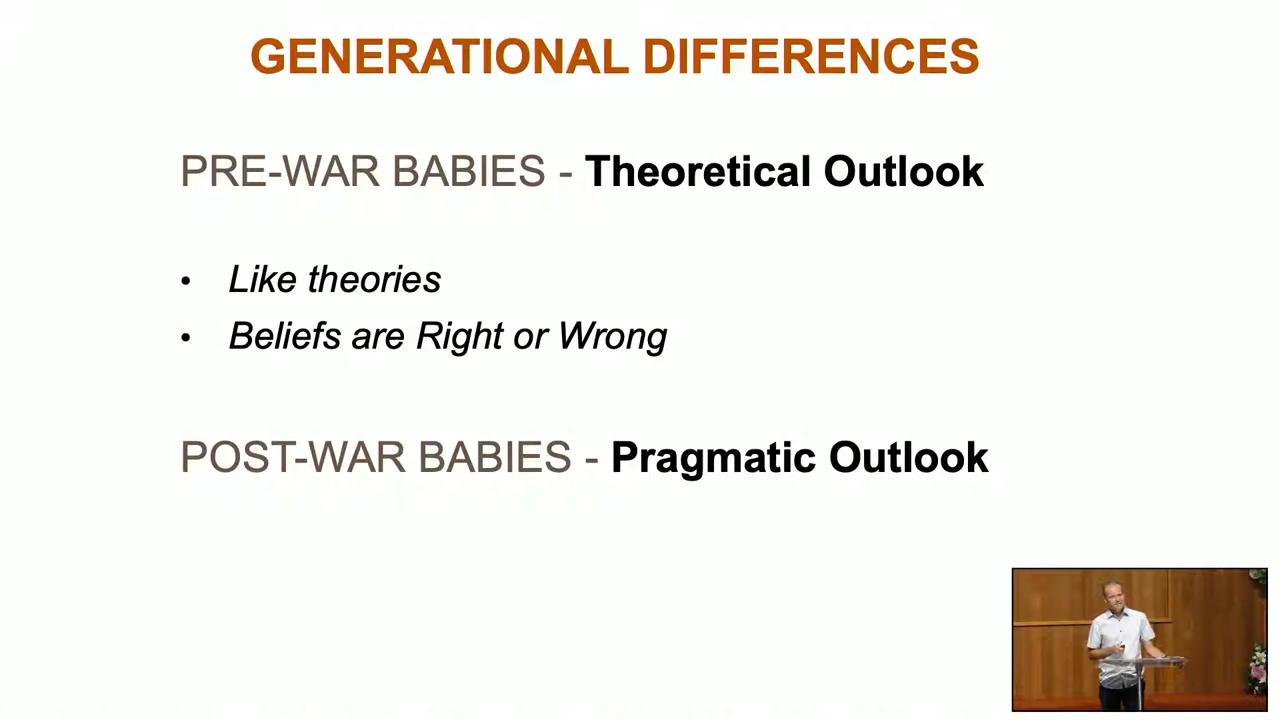 GENERATIONAL DIFFERENCES
PRE-WAR BABIES - Theoretical Outlook
• Like theories
• Beliefs are Right or Wrong
POST-WAR BABIES - Pragmatic Outlook